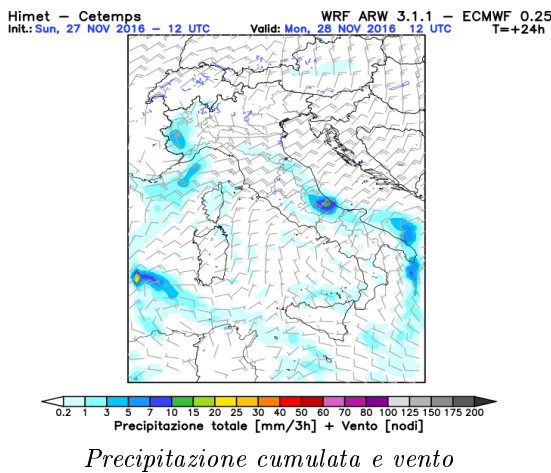 Himet – Cetemps WRF ARW 3.1.1 – ECMWF 0.25
Init.: Sun, 27 NOV 2016 – 12 UTC Valid: Mon, 28 NOV 2016 12 UTC T=+24h
0.2 1 3 5 7 10 15 20 25 30 40 50 60 70 80 100 125 150 175 200
Precipitazione totale [mm/3h] + Vento [nodi]
Precipitazione cumulata e vento